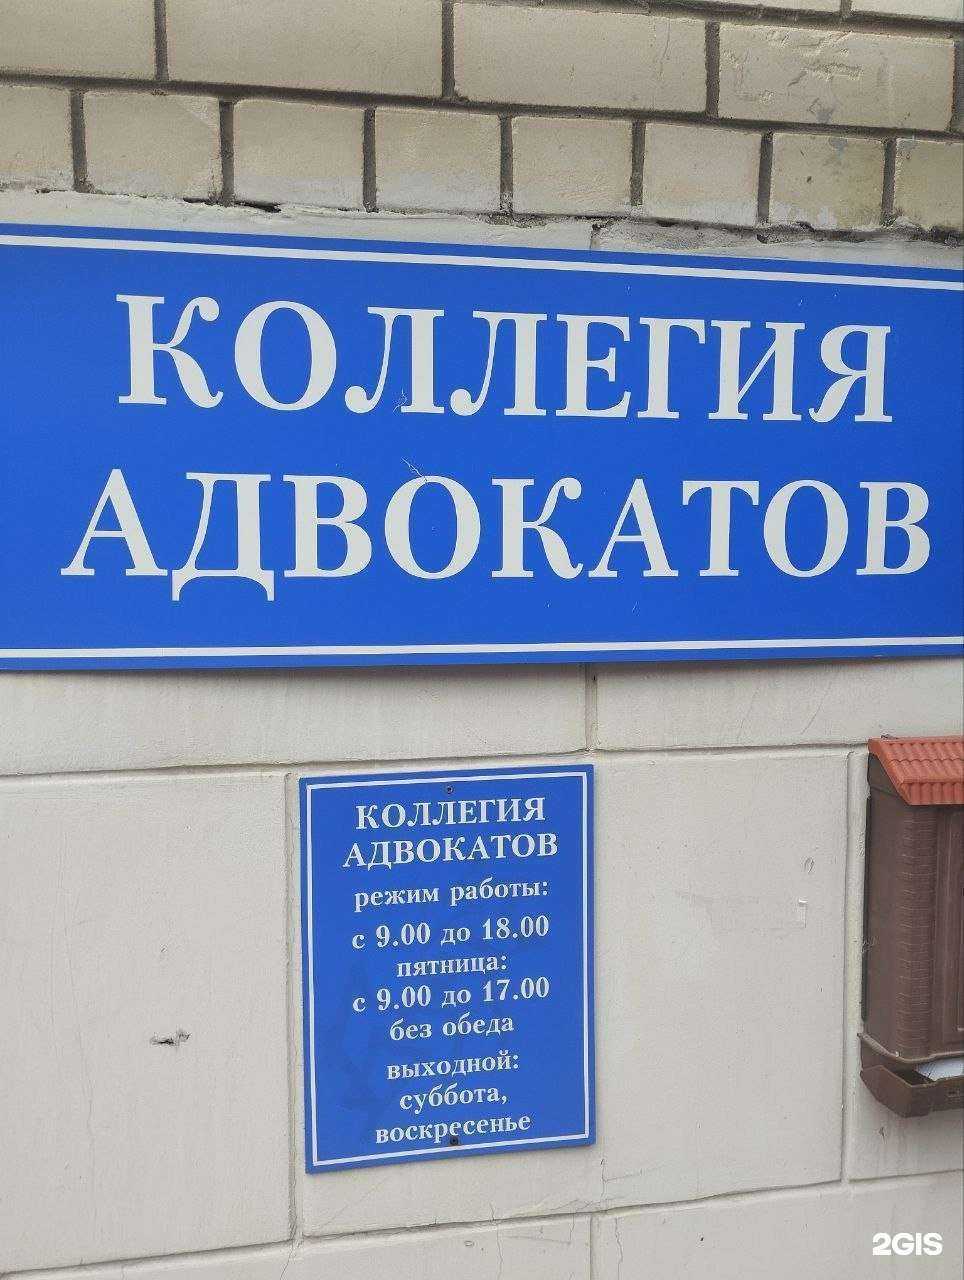 КОЛЛЕГИЯ
АДВОКАТОВ
КОЛЛЕГИЯ
АДВОКАТОВ
режим работы:
с 9.00 до 18.00
пятница:
с 9.00 до 17.00
без обеда
выходной:
суббота,
воскресенье
2GIS